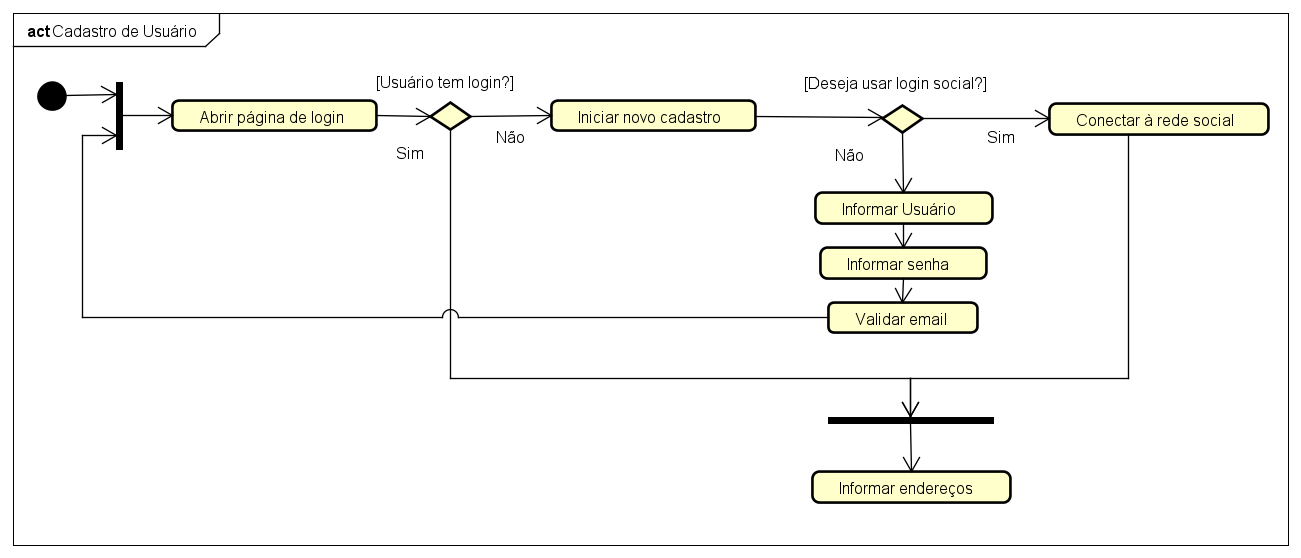 act Cadastro de Usuário
[Usuário tem login?]
[Deseja usar login social?]
Abrir página de login
Iniciar novo cadastro
Conectar à rede social
Não
Sim
Sim
Não
Informar Usuário
Informar senha
Validar email
Informar endereços